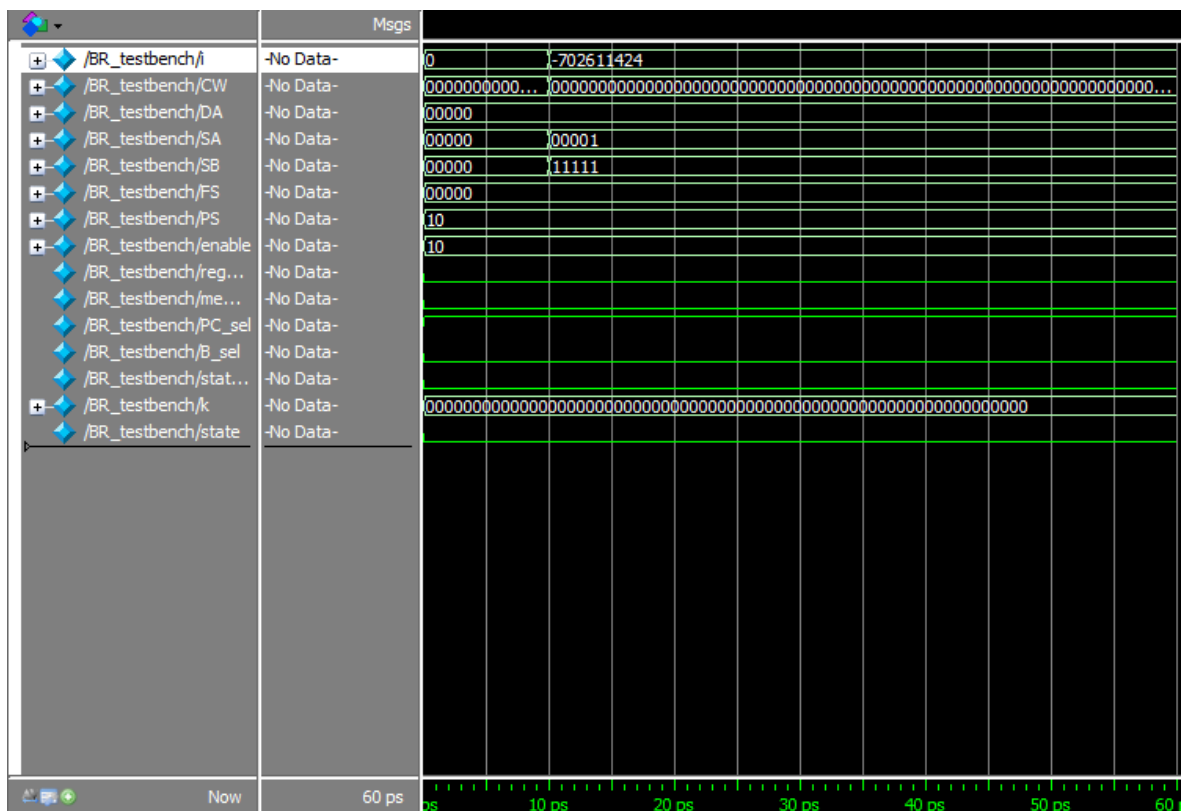 Msgs
/BR_testbench/i -No Data- 0 -702611424
/BR_testbench/CW -No Data- 0000000000... 0000000000000000000000000000000000000000000000000000000000000...
/BR_testbench/DA -No Data- 00000
/BR_testbench/SA -No Data- 00000 00001
/BR_testbench/SB -No Data- 00000 11111
/BR_testbench/FS -No Data- 00000
/BR_testbench/PS -No Data- 10
/BR_testbench/enable -No Data- 10
/BR_testbench/reg... -No Data-
/BR_testbench/me... -No Data-
/BR_testbench/PC_sel -No Data-
/BR_testbench/B_sel -No Data-
/BR_testbench/stat... -No Data-
/BR_testbench/k -No Data- 0000000000000000000000000000000000000000000000000000000000000000
/BR_testbench/state -No Data-
Now 60 ps ps 10 ps 20 ps 30 ps 40 ps 50 ps 60